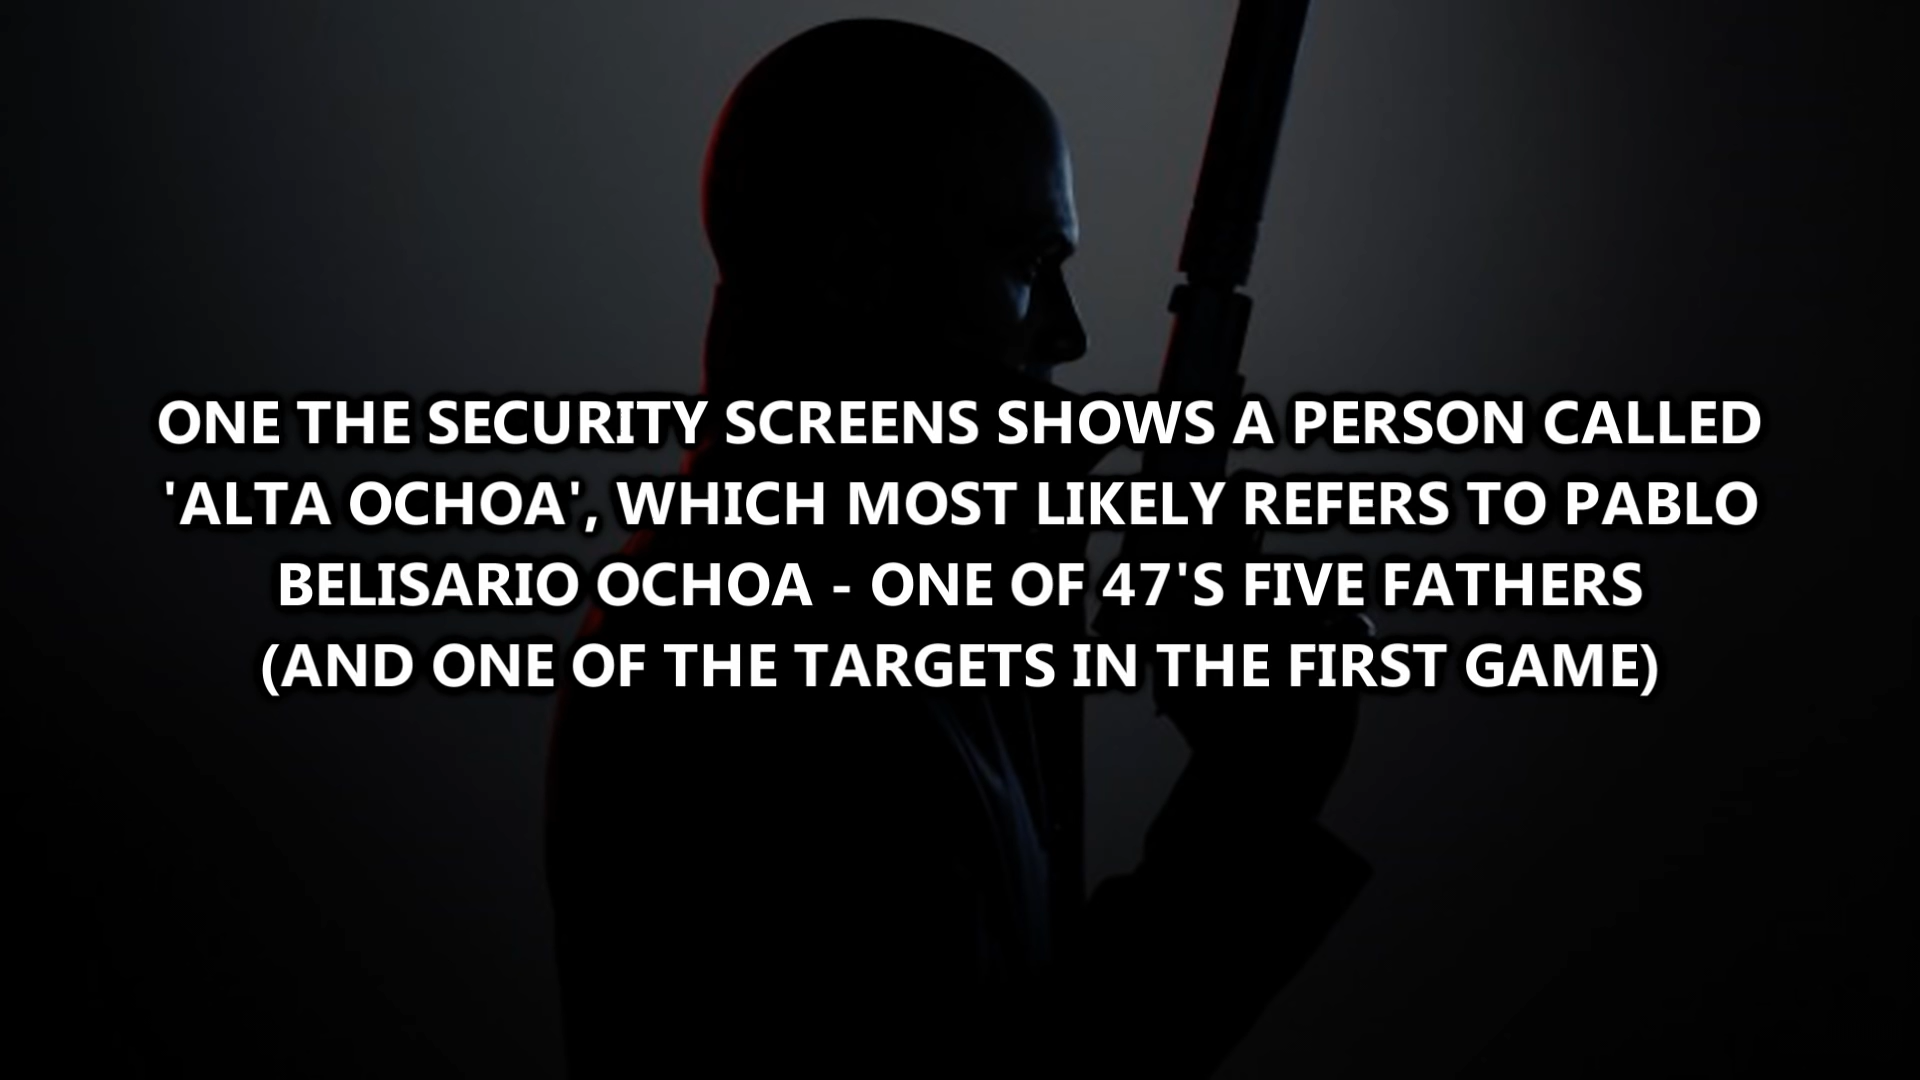 ONE THE SECURITY SCREENS SHOWS A PERSON CALLED
'ALTA OCHOA', WHICH MOST LIKELY REFERS TO PABLO
BELISARIO OCHOA - ONE OF 47'S FIVE FATHERS
(AND ONE OF THE TARGETS IN THE FIRST GAME)